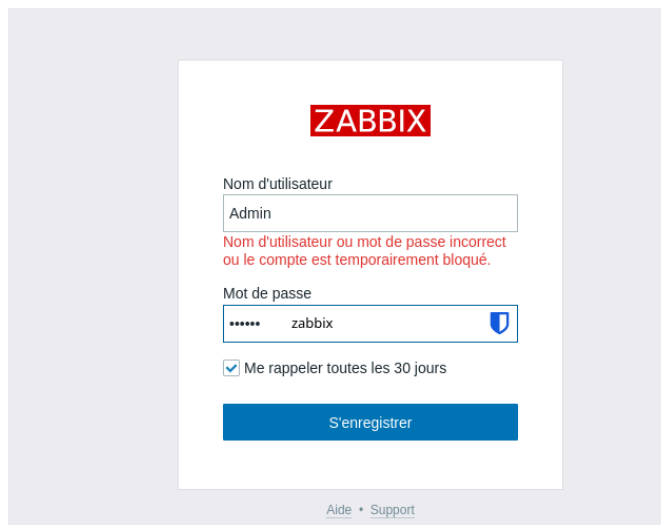 ZABBIX
Nom d'utilisateur
Admin
Nom d'utilisateur ou mot de passe incorrect
ou le compte est temporairement bloqué.
Mot de passe
•••••• zabbix
Me rappeler toutes les 30 jours
S'enregistrer
Aide • Support